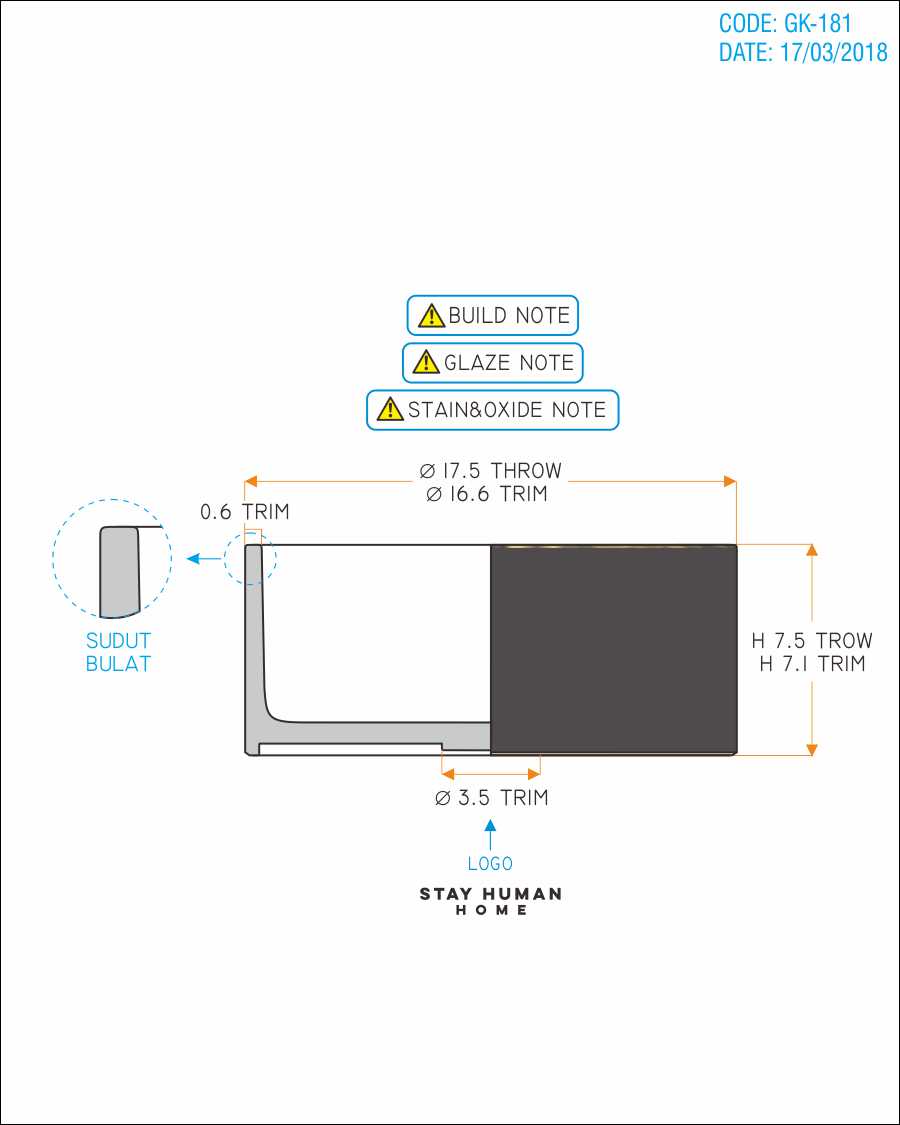 CODE: GK-181
DATE: 17/03/2018
BUILD NOTE
GLAZE NOTE
STAIN&OXIDE NOTE
Ø 17.5 THROW
Ø 16.6 TRIM
0.6 TRIM
SUDUT
BULAT
H 7.5 TROW
H 7.1 TRIM
Ø 3.5 TRIM
LOGO
STAY HUMAN
HOME